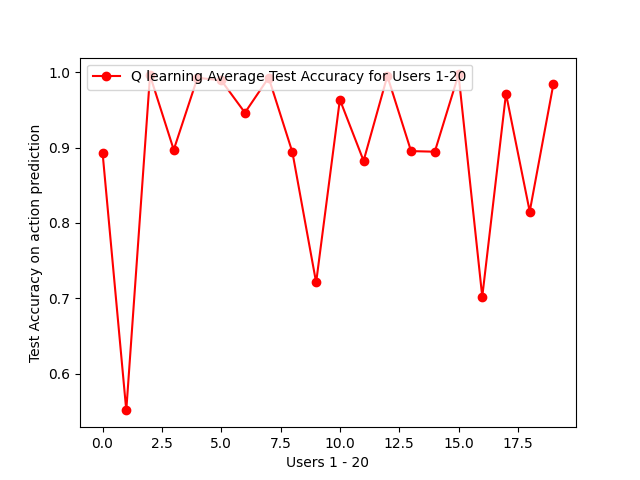 Q learning Average Test Accuracy for Users 1-20
1.0
0.9
0.8
0.7
0.6
Test Accuracy on action prediction
0.0 2.5 5.0 7.5 10.0 12.5 15.0 17.5
Users 1 - 20